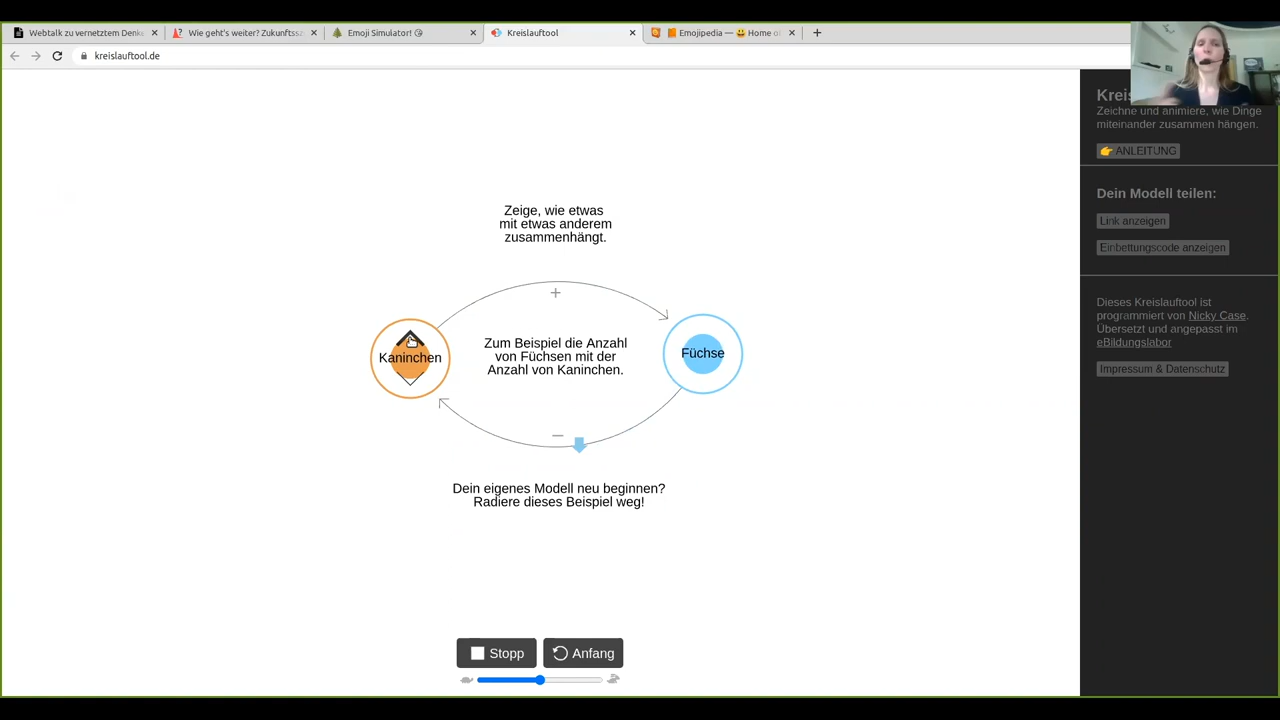 Webtalk zu vernetztem Denk
Wie geht's weiter? Zukunftssz
Emoji Simulator! 😘
Kreislauftool
Emojipedia — 😃 Home o
kreislauftool.de
Zeige, wie etwas
mit etwas anderem
zusammenhängt.
+
Kaninchen
Zum Beispiel die Anzahl
von Füchsen mit der
Anzahl von Kaninchen.
Füchse
–
Dein eigenes Modell neu beginnen?
Radiere dieses Beispiel weg!
Stopp
Anfang
Zeichne und animiere, wie Dinge
miteinander zusammen hängen.
👉 ANLEITUNG
Dein Modell teilen:
Link anzeigen
Einbettungscode anzeigen
Dieses Kreislauftool ist
programmiert von Nicky Case.
Übersetzt und angepasst im
eBildungslabor
Impressum & Datenschutz